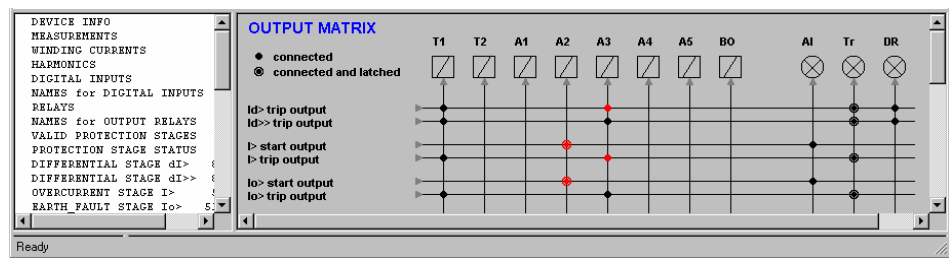 DEVICE INFO
MEASUREMENTS
WINDING CURRENTS
HARMONICS
DIGITAL INPUTS
NAMES for DIGITAL INPUTS
RELAYS
NAMES for OUTPUT RELAYS
VALID PROTECTION STAGES
PROTECTION STAGE STATUS
DIFFERENTIAL STAGE dI>
DIFFERENTIAL STAGE dI>>
OVERCURRENT STAGE I>
EARTH_FAULT STAGE Io>
OUTPUT MATRIX
connected
connected and latched
T1 T2 A1 A2 A3 A4 A5 BO Al Tr DR
Id> trip output
Id>> trip output
I> start output
I> trip output
Io> start output
Io> trip output
Ready